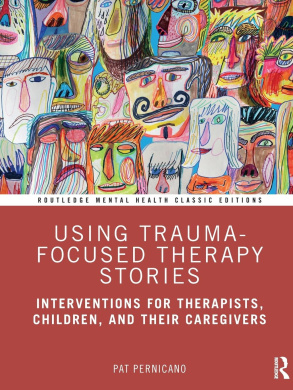 ROUTLEDGE MENTAL HEALTH CLASSIC EDITIONS
USING TRAUMA-
FOCUSED THERAPY
STORIES
INTERVENTIONS FOR THERAPISTS,
CHILDREN, AND THEIR CAREGIVERS
PAT PERNICANO
Routledge